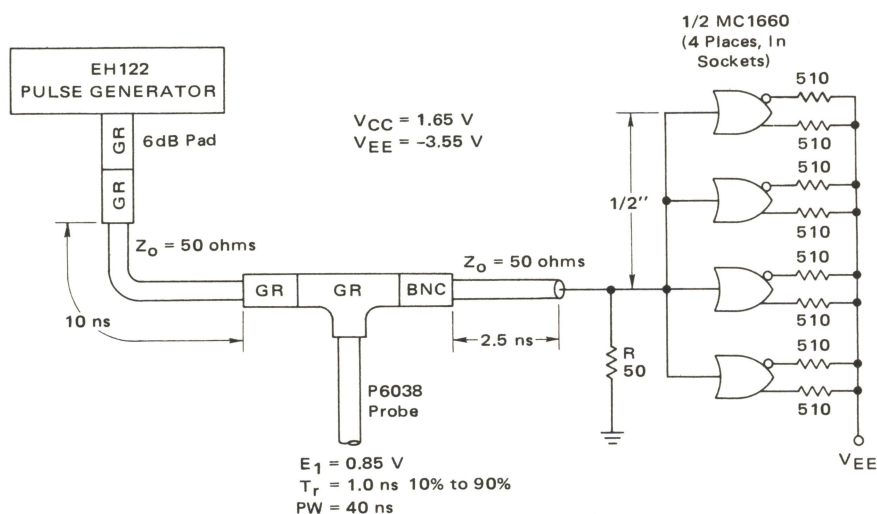 1/2 MC1660
(4 Places, In
Sockets)
EH122
PULSE GENERATOR
GR
6dB Pad
GR
VCC = 1.65 V
VEE = –3.55 V
510
510
510
510
510
510
510
510
1/2"
Zo = 50 ohms
Zo = 50 ohms
GR
GR
BNC
10 ns
2.5 ns
R
50
P6038
Probe
VEE
E1 = 0.85 V
Tr = 1.0 ns 10% to 90%
PW = 40 ns